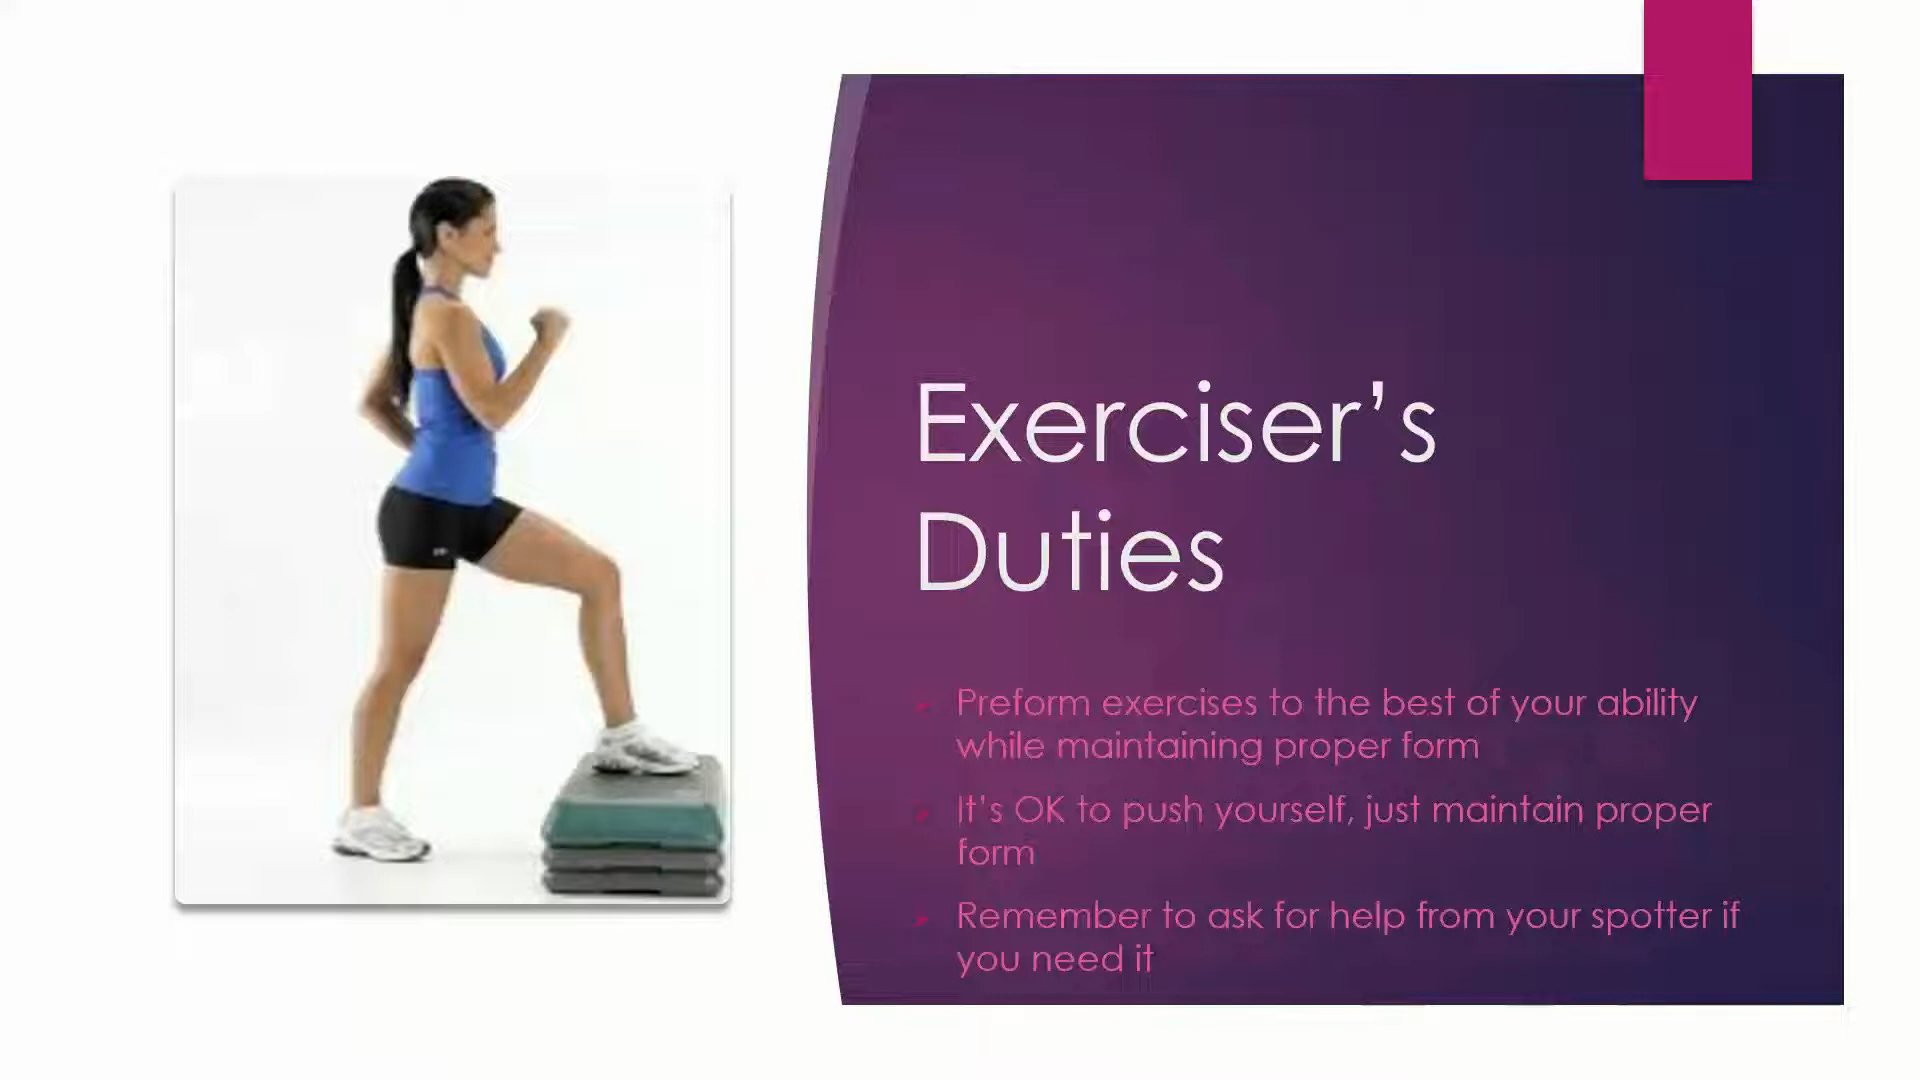 Exerciser’s
Duties
Preform exercises to the best of your ability
while maintaining proper form
It’s OK to push yourself, just maintain proper
form
Remember to ask for help from your spotter if
you need it